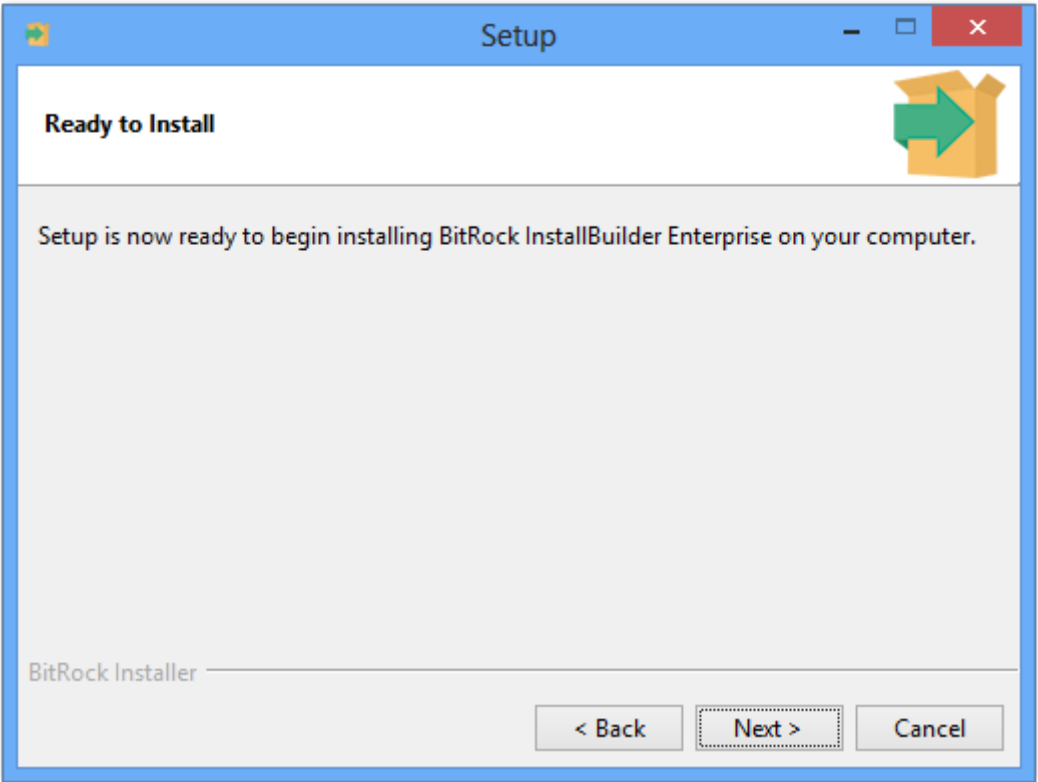 Setup
Ready to Install
Setup is now ready to begin installing BitRock InstallBuilder Enterprise on your computer.
BitRock Installer
< Back
Next >
Cancel